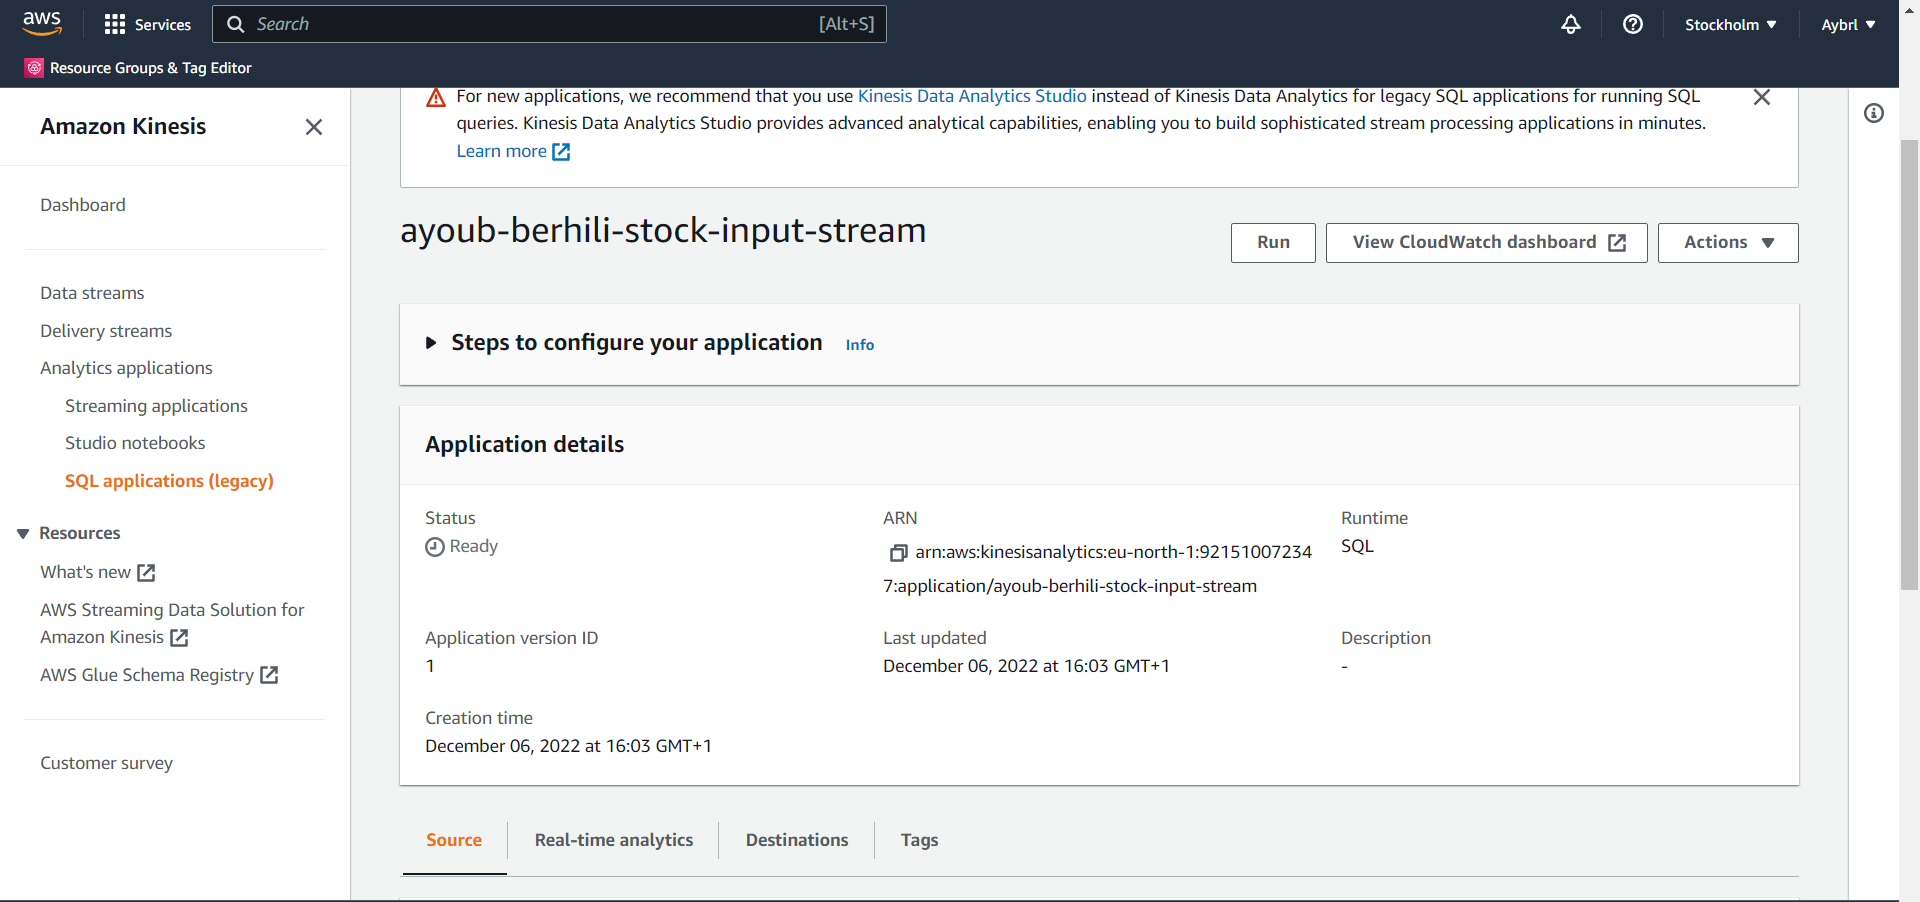 aws
Services
Search
[Alt+S]
Stockholm
Aybrl
Resource Groups & Tag Editor
Amazon Kinesis
Dashboard
Data streams
Delivery streams
Analytics applications
Streaming applications
Studio notebooks
SQL applications (legacy)
Resources
What's new
AWS Streaming Data Solution for
Amazon Kinesis
AWS Glue Schema Registry
Customer survey
For new applications, we recommend that you use Kinesis Data Analytics Studio instead of Kinesis Data Analytics for legacy SQL applications for running SQL
queries. Kinesis Data Analytics Studio provides advanced analytical capabilities, enabling you to build sophisticated stream processing applications in minutes.
Learn more
ayoub-berhili-stock-input-stream
Run
View CloudWatch dashboard
Actions
Steps to configure your application
Info
Application details
Status
Ready
ARN
arn:aws:kinesisanalytics:eu-north-1:92151007234
7:application/ayoub-berhili-stock-input-stream
Runtime
SQL
Application version ID
1
Last updated
December 06, 2022 at 16:03 GMT+1
Description
-
Creation time
December 06, 2022 at 16:03 GMT+1
Source
Real-time analytics
Destinations
Tags